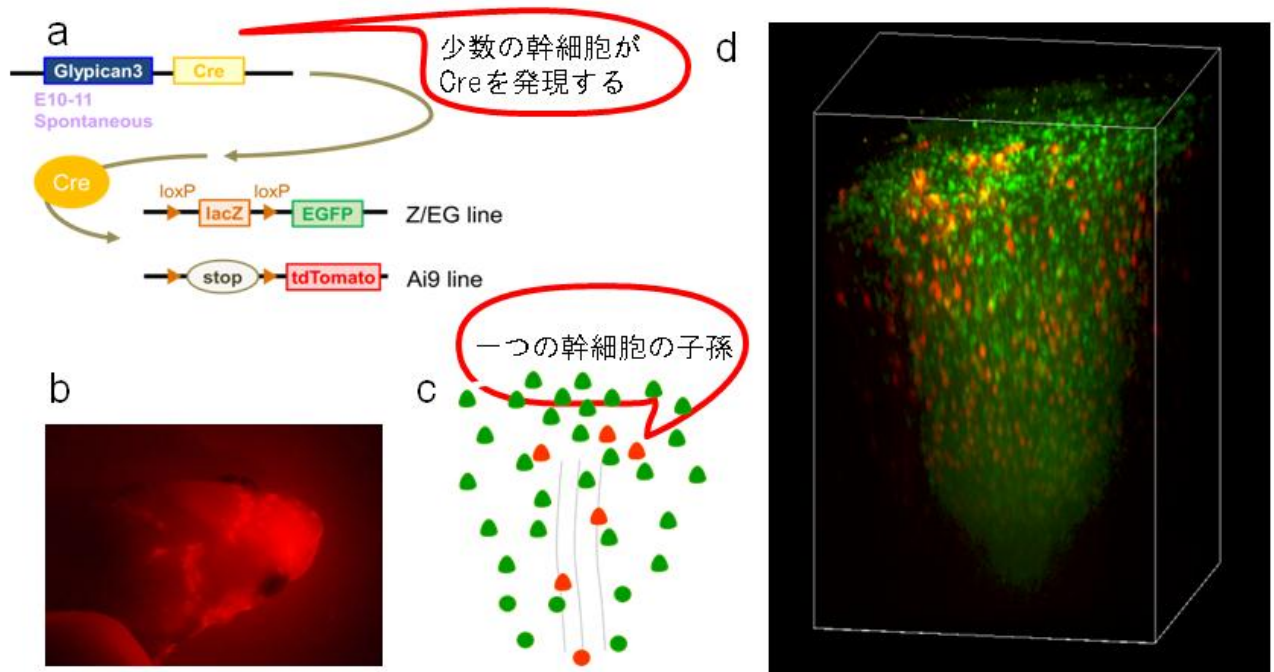 a
少数の幹細胞が
Creを発現する
Glypican3 Cre
E10-11
Spontaneous
Cre
loxP loxP
lacZ EGFP Z/EG line
stop tdTomato Ai9 line
一つの幹細胞の子孫
b
c
d